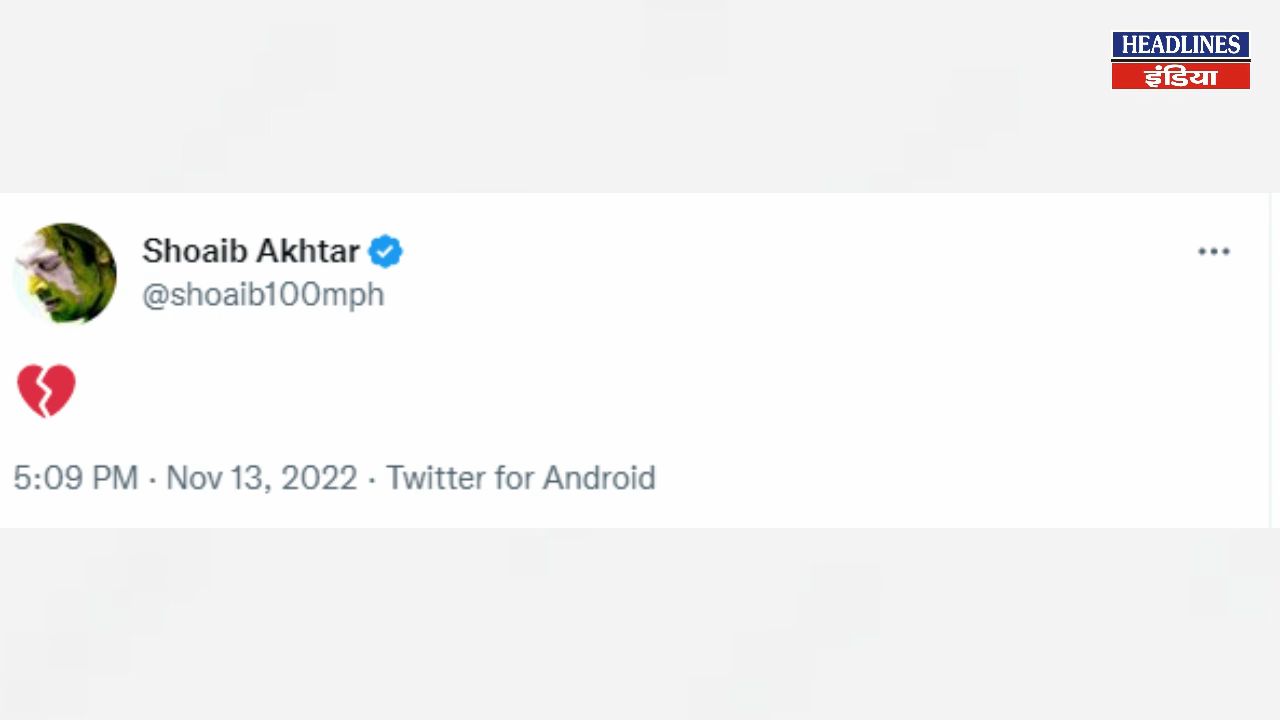 HEADLINES
इंडिया
Shoaib Akhtar
@shoaib100mph
💔
5:09 PM · Nov 13, 2022 · Twitter for Android